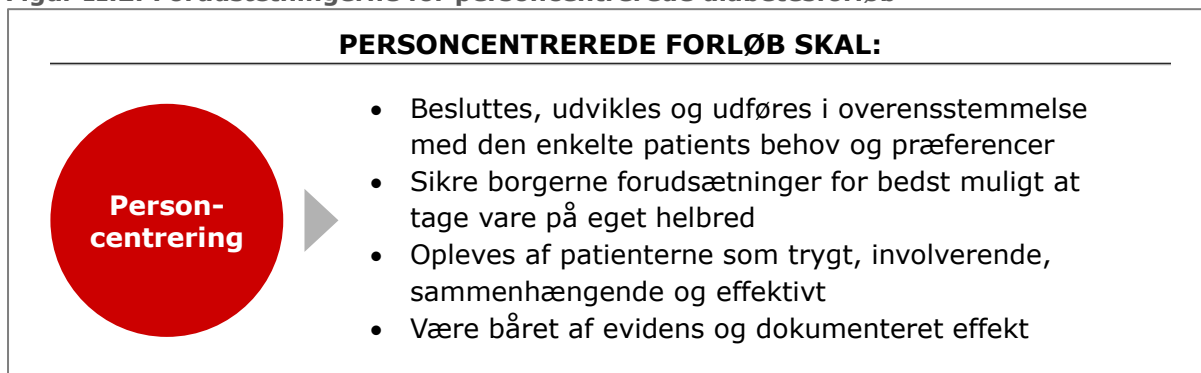 PERSONCENTREREDE FORLØB SKAL:
Person-
centrering
• Besluttes, udvikles og udføres i overensstemmelse
med den enkelte patients behov og præferencer
• Sikre borgerne forudsætninger for bedst muligt at
tage vare på eget helbred
• Opleves af patienterne som trygt, involverende,
sammenhængende og effektivt
• Være båret af evidens og dokumenteret effekt